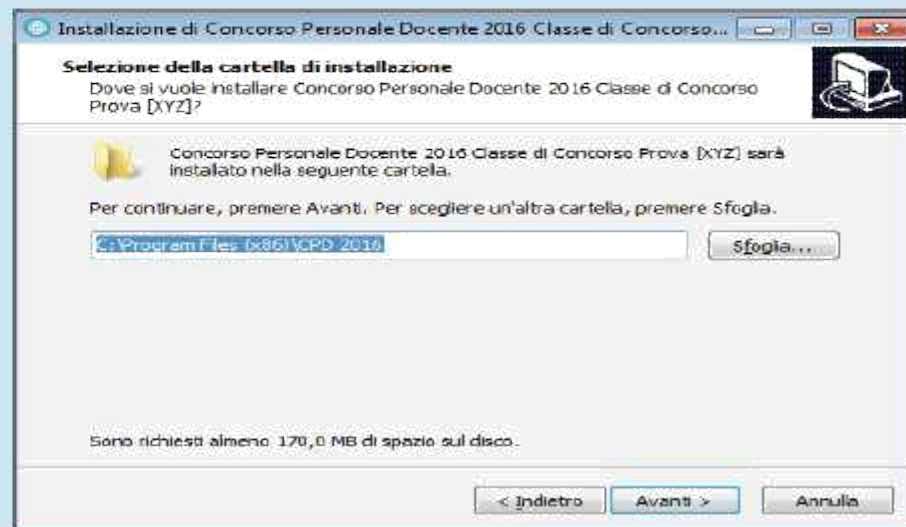 Installazione di Concorso Personale Docente 2016 Classe di Concorso...
Selezione della cartella di installazione
Dove si vuole installare Concorso Personale Docente 2016 Classe di Concorso
Prova [XYZ]?
Concorso Personale Docente 2016 Classe di Concorso Prova [XYZ] sarà
installato nella seguente cartella.
Per continuare, premere Avanti. Per scegliere un'altra cartella, premere Sfoglia.
C:\Program Files (x86)\CPD 2016
Sfoglia...
Sono richiesti almeno 170,0 MB di spazio sul disco.
< Indietro
Avanti >
Annulla